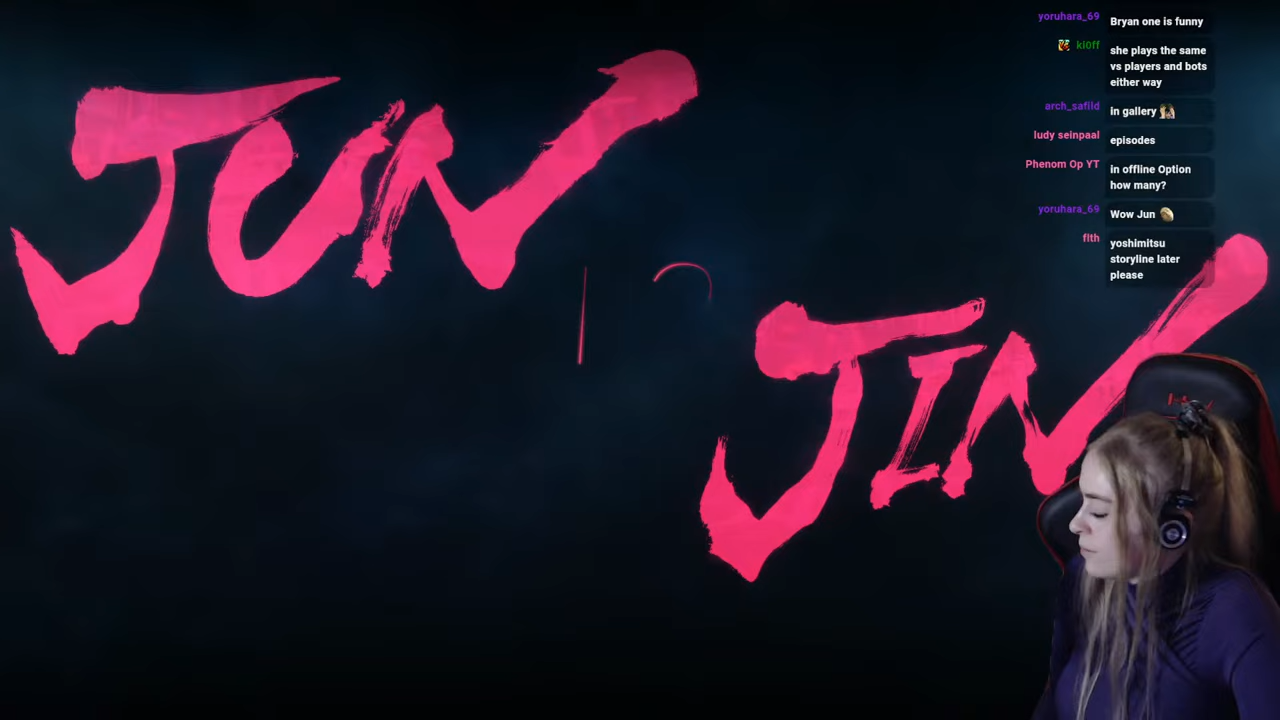 JUN
JIN
yoruhara_69 Bryan one is funny
ki0ff she plays the same
vs players and bots
either way
arch_safild in gallery
ludy seinpaal episodes
Phenom Op YT in offline Option
how many?
yoruhara_69 Wow Jun
flth yoshimitsu
storyline later
please